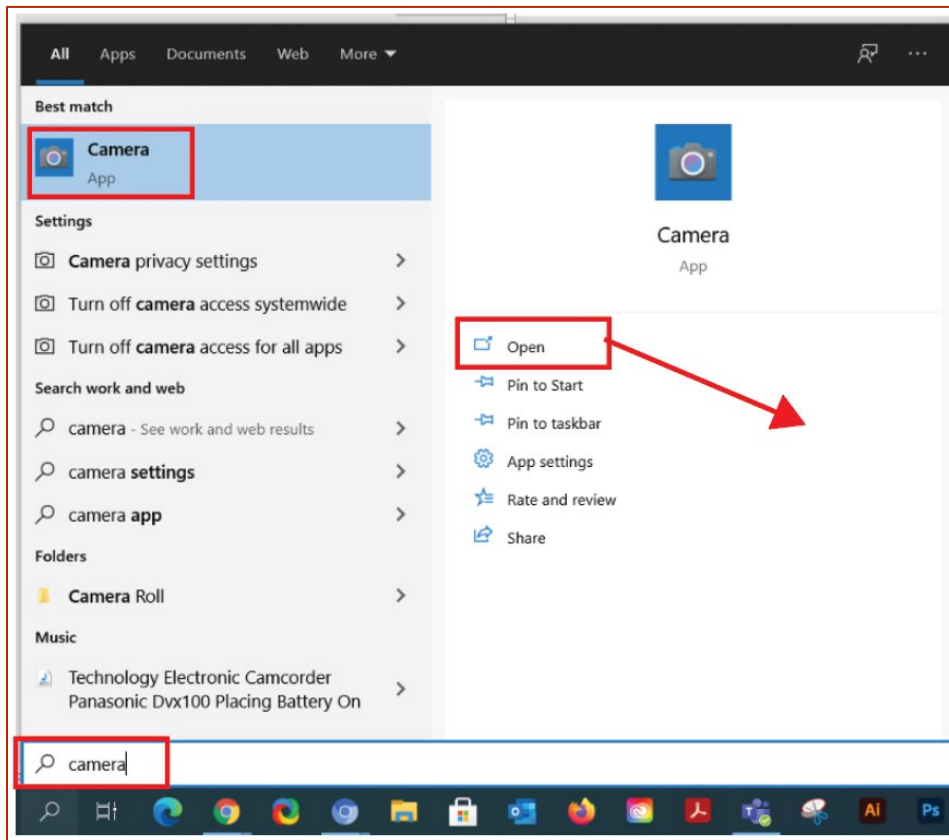 All Apps Documents Web More
Best match
Camera
App
Settings
Camera privacy settings
Turn off camera access systemwide
Turn off camera access for all apps
Search work and web
camera - See work and web results
camera settings
camera app
Folders
Camera Roll
Music
Technology Electronic Camcorder
Panasonic Dvx100 Placing Battery On
camera
Camera
App
Open
Pin to Start
Pin to taskbar
App settings
Rate and review
Share
Ai Ps